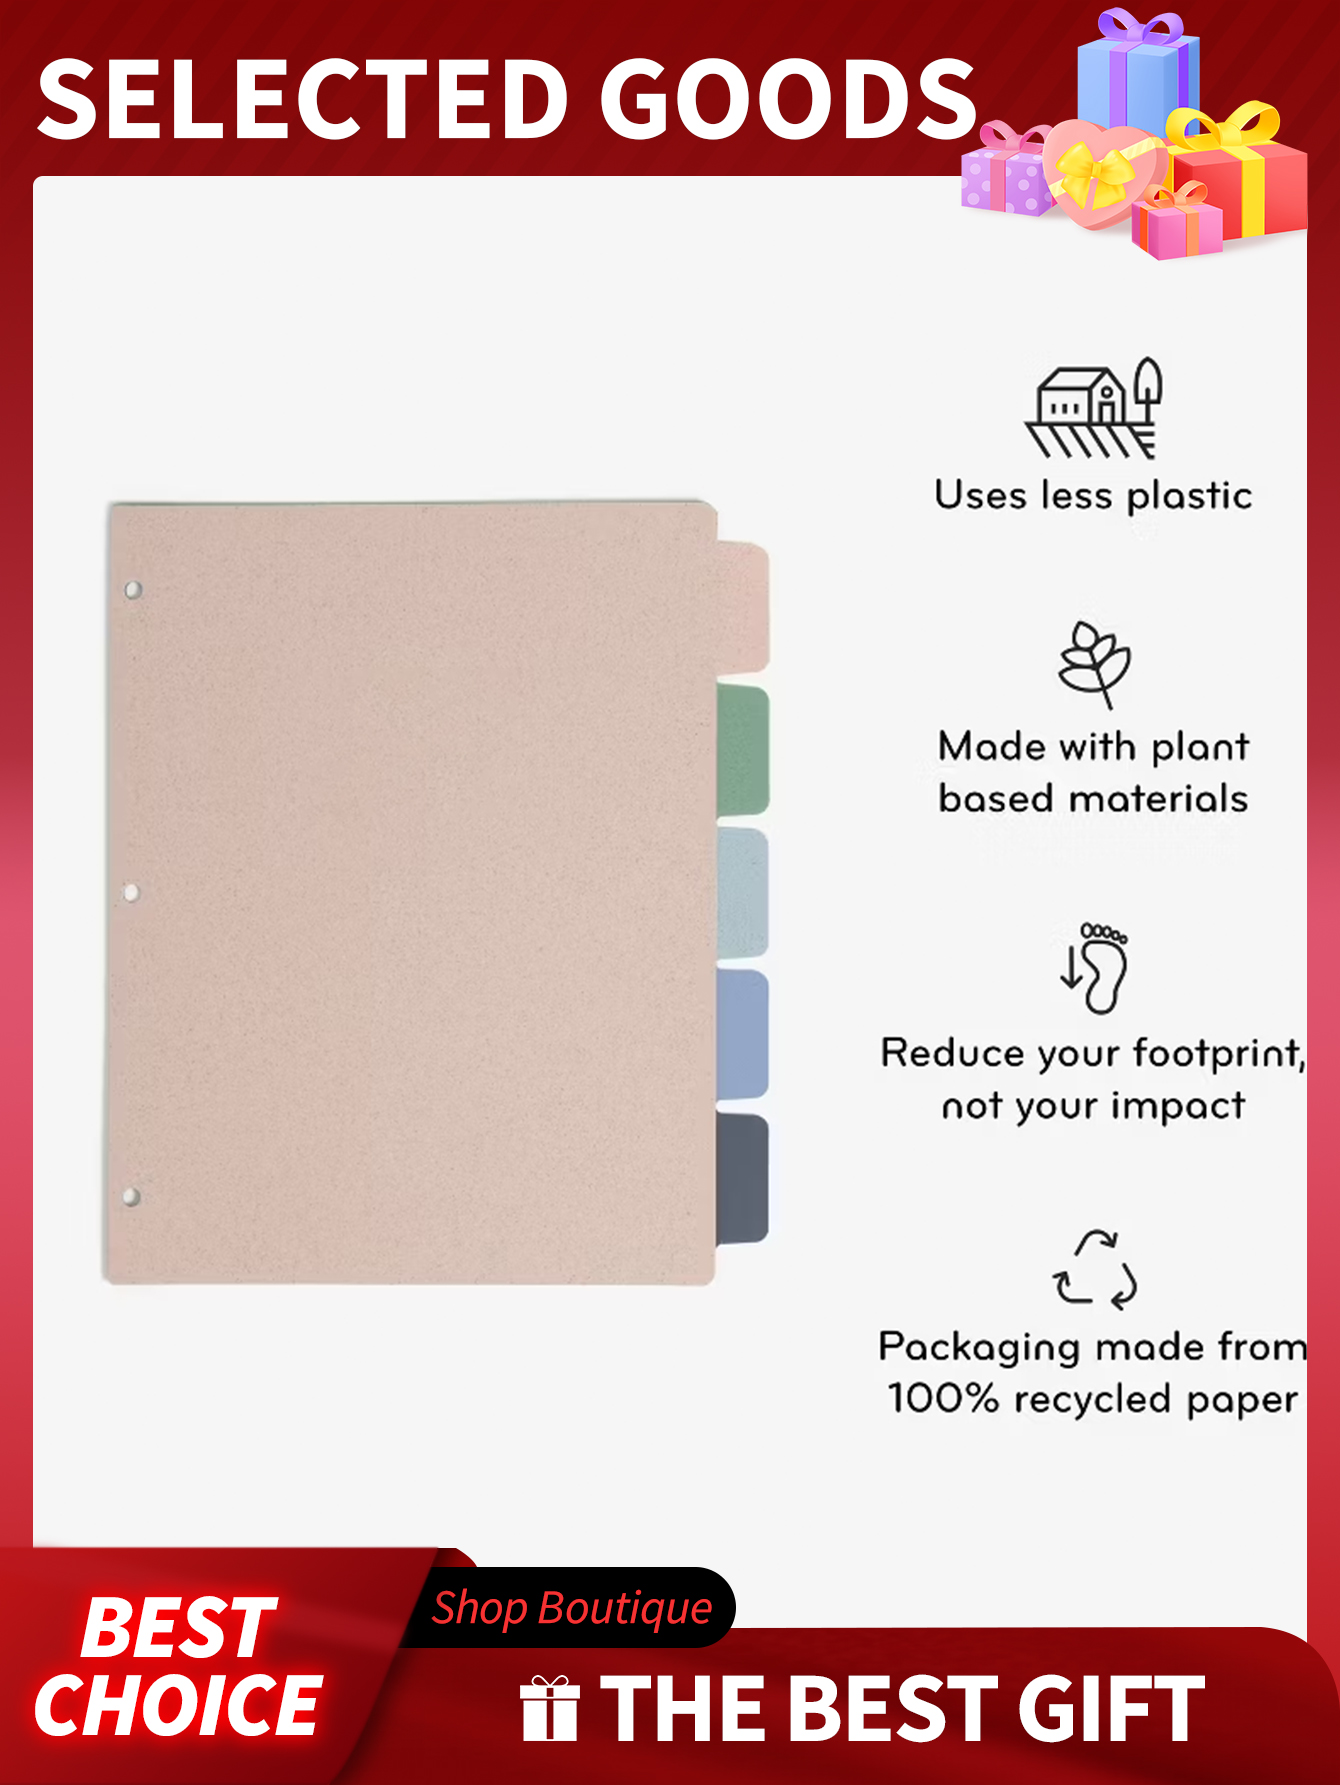 SELECTED GOODS
Uses less plastic
Made with plant
based materials
Reduce your footprint,
not your impact
Packaging made from
100% recycled paper
BEST
CHOICE
Shop Boutique
THE BEST GIFT